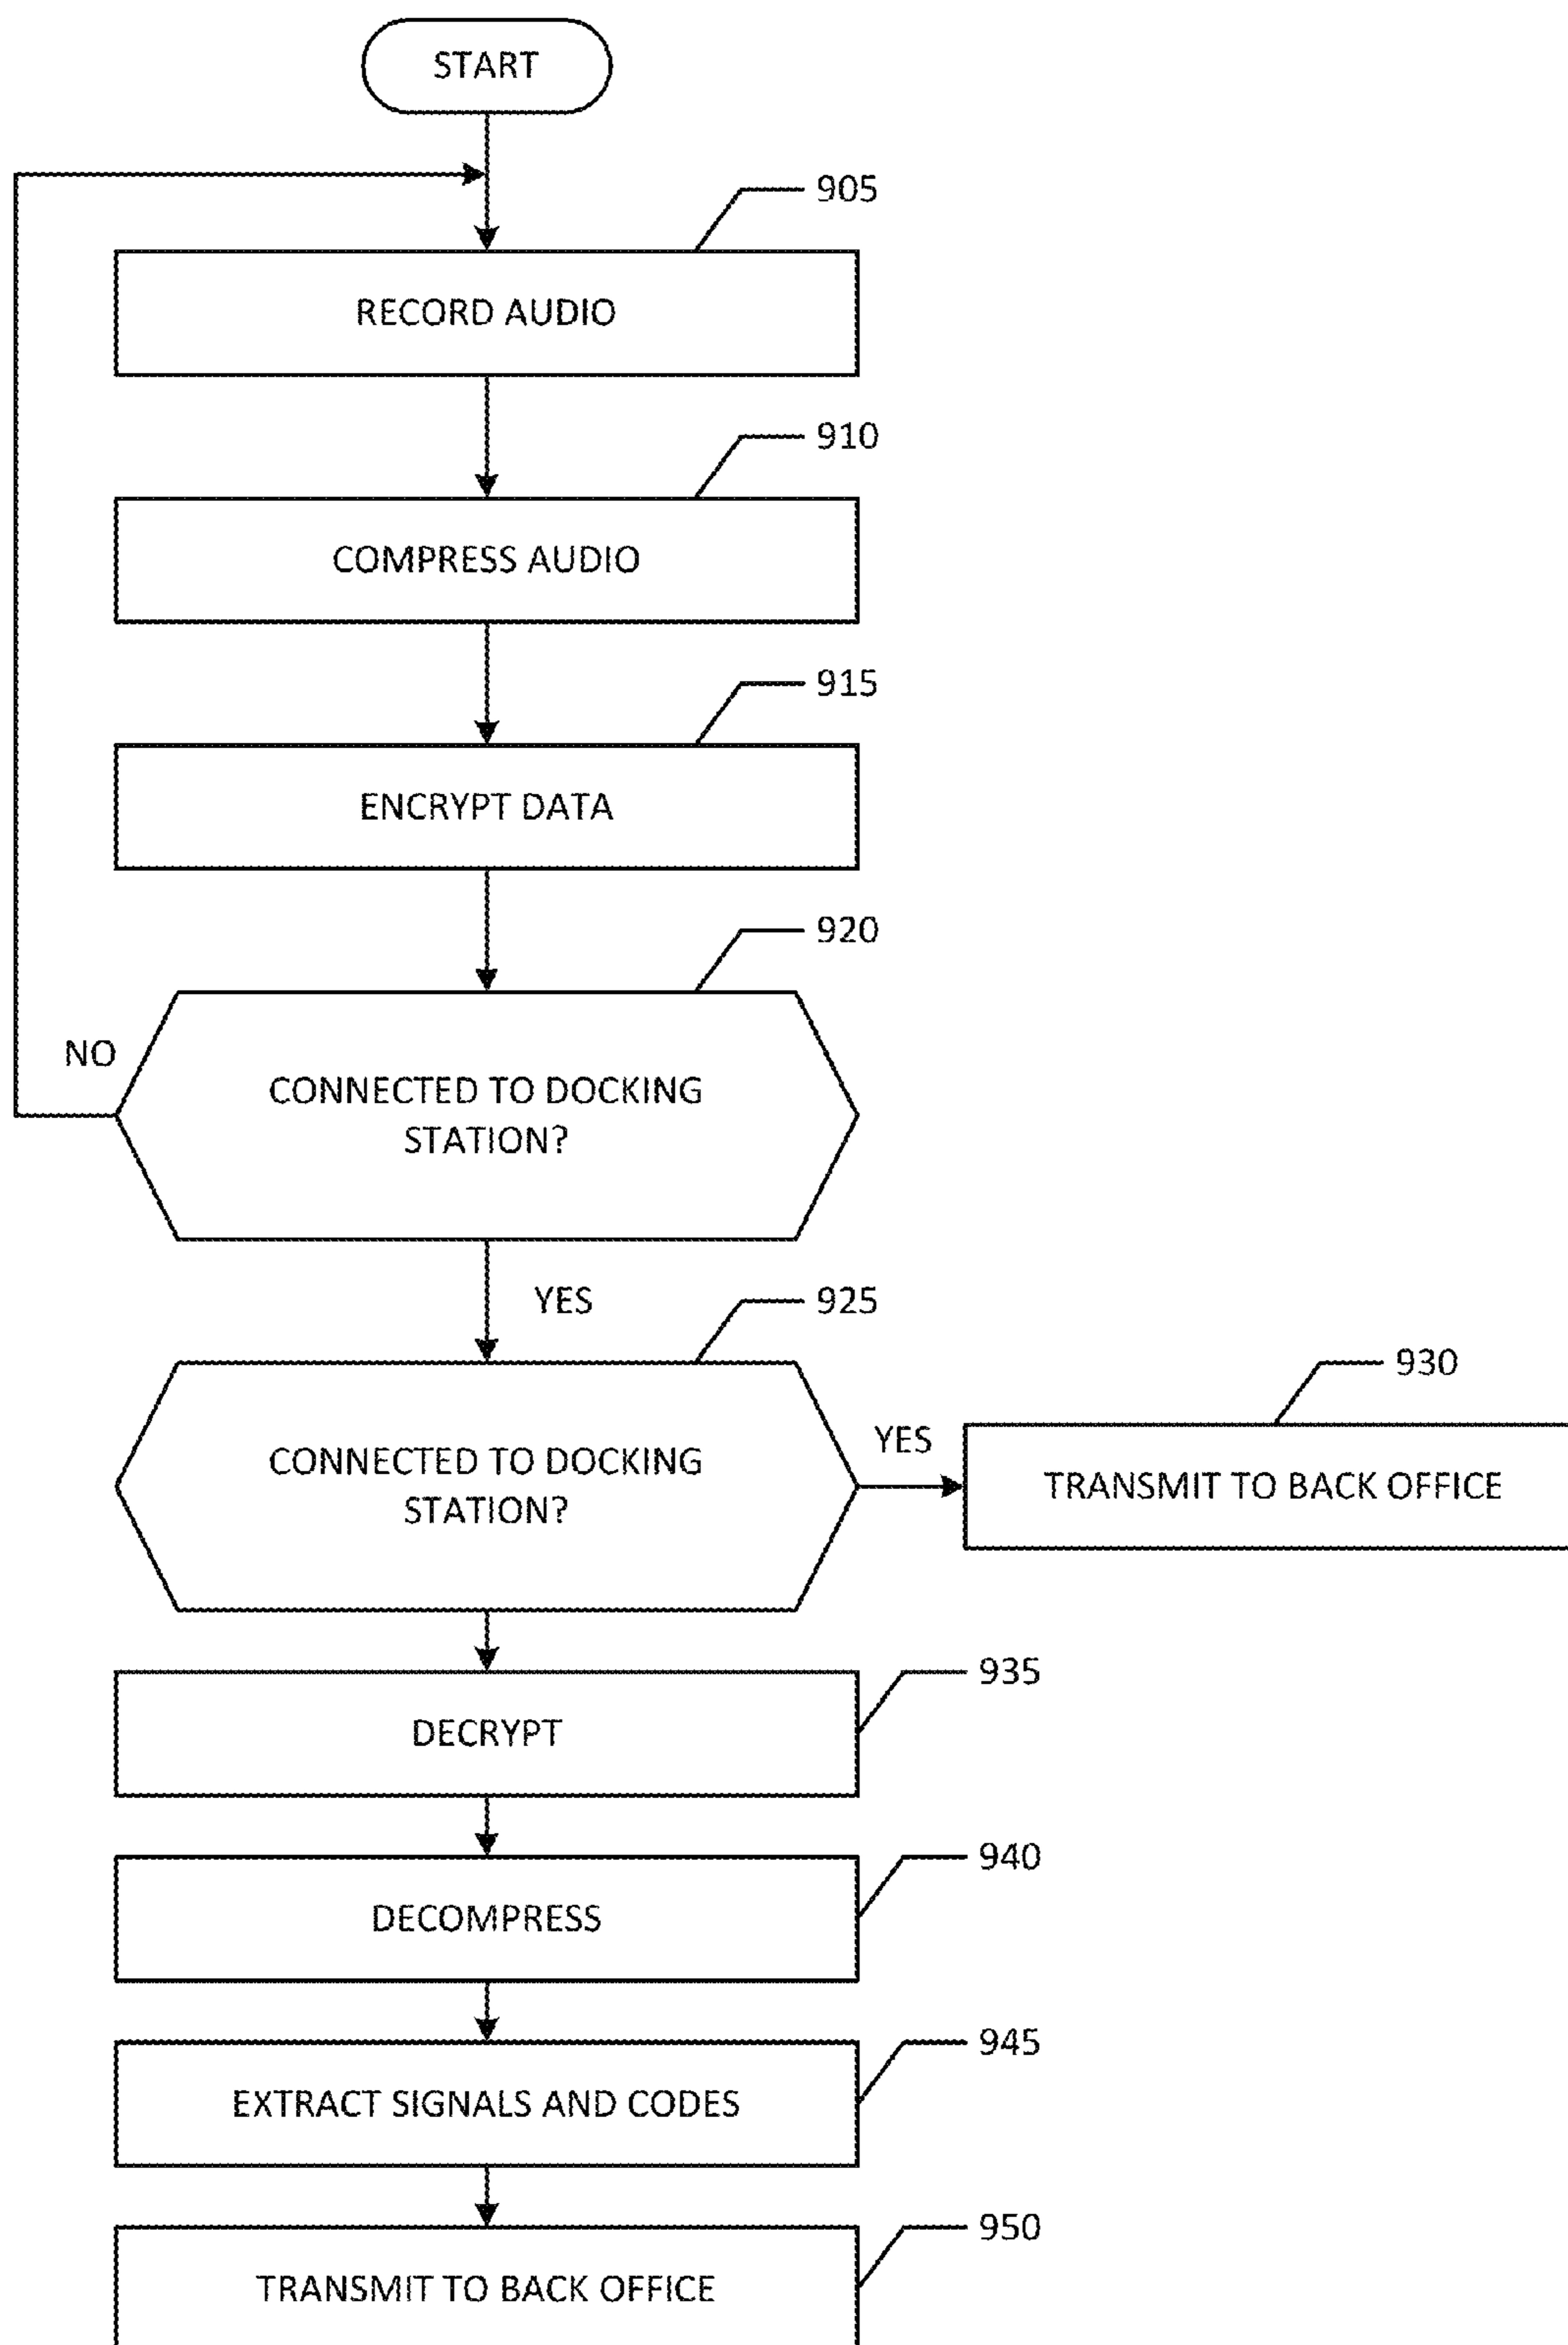 START
905
RECORD AUDIO
910
COMPRESS AUDIO
915
ENCRYPT DATA
920
NO
CONNECTED TO DOCKING
STATION?
YES
925
930
CONNECTED TO DOCKING
STATION?
YES
TRANSMIT TO BACK OFFICE
935
DECRYPT
940
DECOMPRESS
945
EXTRACT SIGNALS AND CODES
950
TRANSMIT TO BACK OFFICE